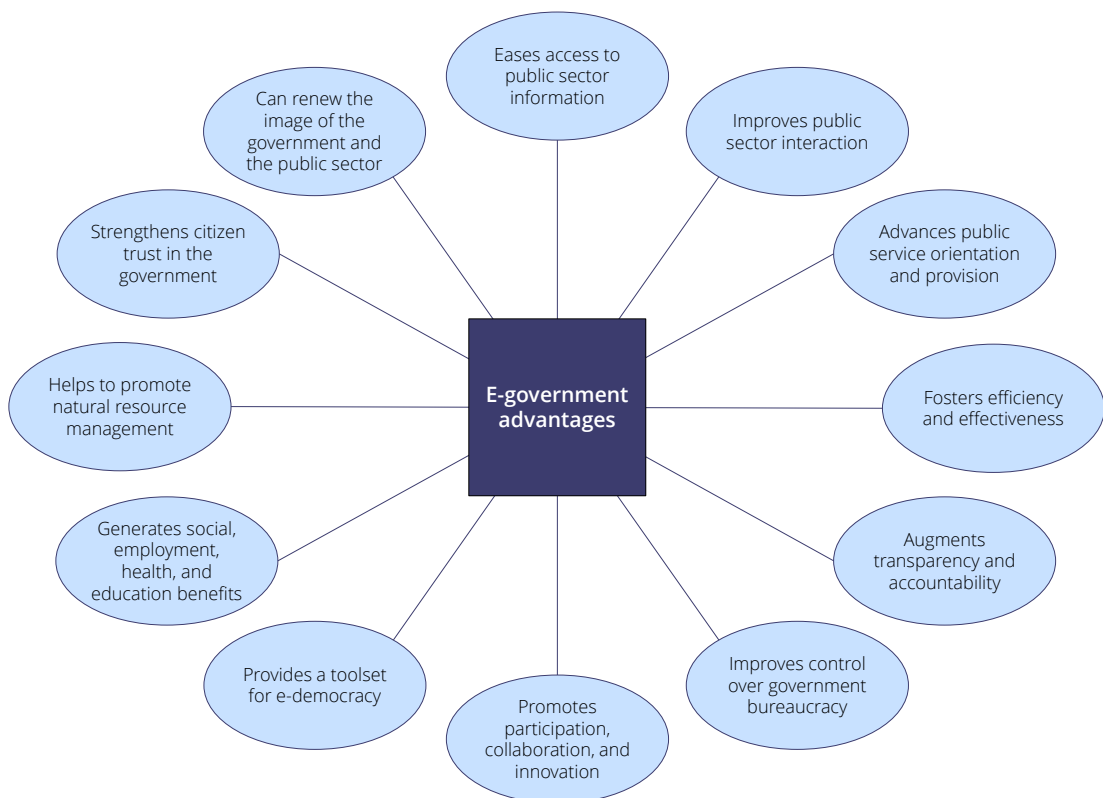 Eases access to
public sector
information
Improves public
sector interaction
Advances public
service orientation
and provision
Fosters efficiency
and effectiveness
Augments
transparency and
accountability
Improves control
over government
bureaucracy
Promotes
participation,
collaboration, and
innovation
Provides a toolset
for e-democracy
Generates social,
employment,
health, and
education benefits
Helps to promote
natural resource
management
Strengthens citizen
trust in the
government
Can renew the
image of the
government and
the public sector
E-government
advantages